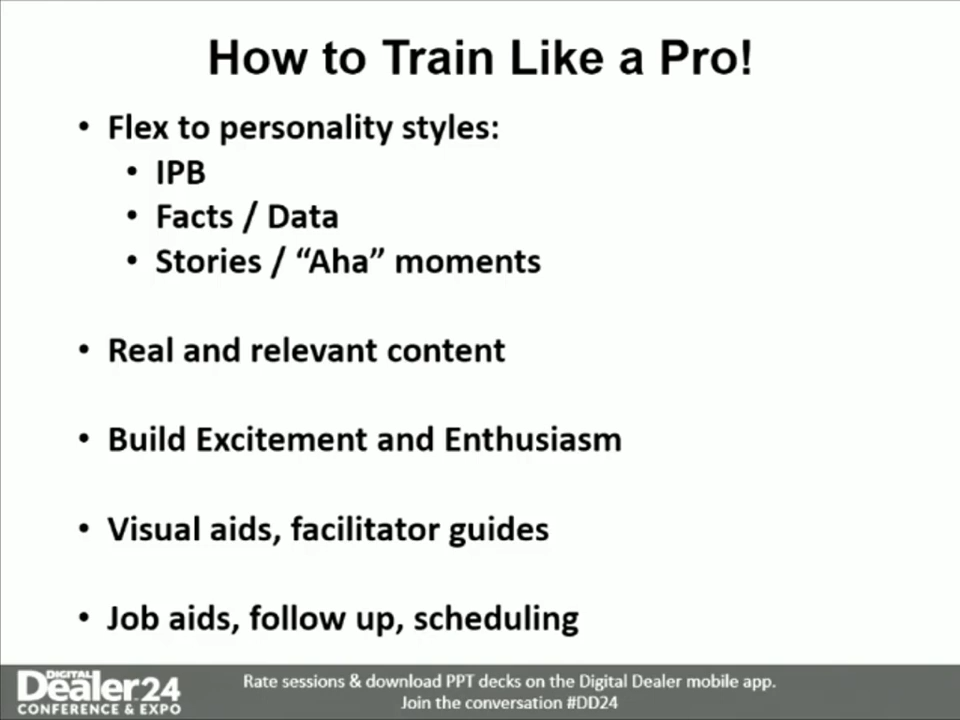 How to Train Like a Pro!
• Flex to personality styles:
• IPB
• Facts / Data
• Stories / “Aha” moments
• Real and relevant content
• Build Excitement and Enthusiasm
• Visual aids, facilitator guides
• Job aids, follow up, scheduling
DIGITAL
Dealer 24
CONFERENCE & EXPO
Rate sessions & download PPT decks on the Digital Dealer mobile app.
Join the conversation #DD24